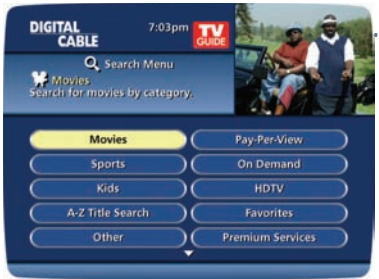 DIGITAL
CABLE
7:03pm
TV
GUIDE
Search Menu
Movies
Search for movies by category.
Movies
Pay-Per-View
Sports
On Demand
Kids
HDTV
A-Z Title Search
Favorites
Other
Premium Services